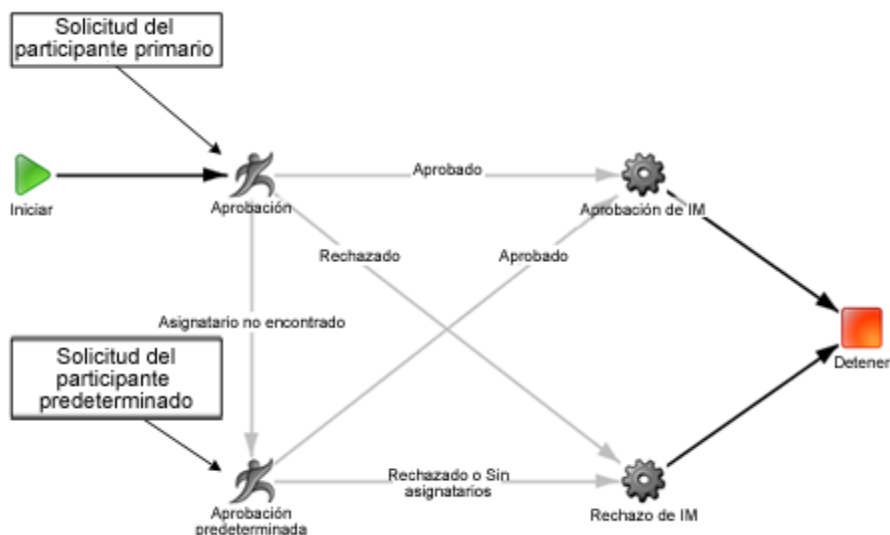 Solicitud del
participante primario
Iniciar
Aprobación
Aprobado
Aprobación de IM
Rechazado
Aprobado
Asignatario no encontrado
Solicitud del
participante
predeterminado
Detener
Rechazado o Sin
asignatarios
Aprobación
predeterminada
Rechazo de IM